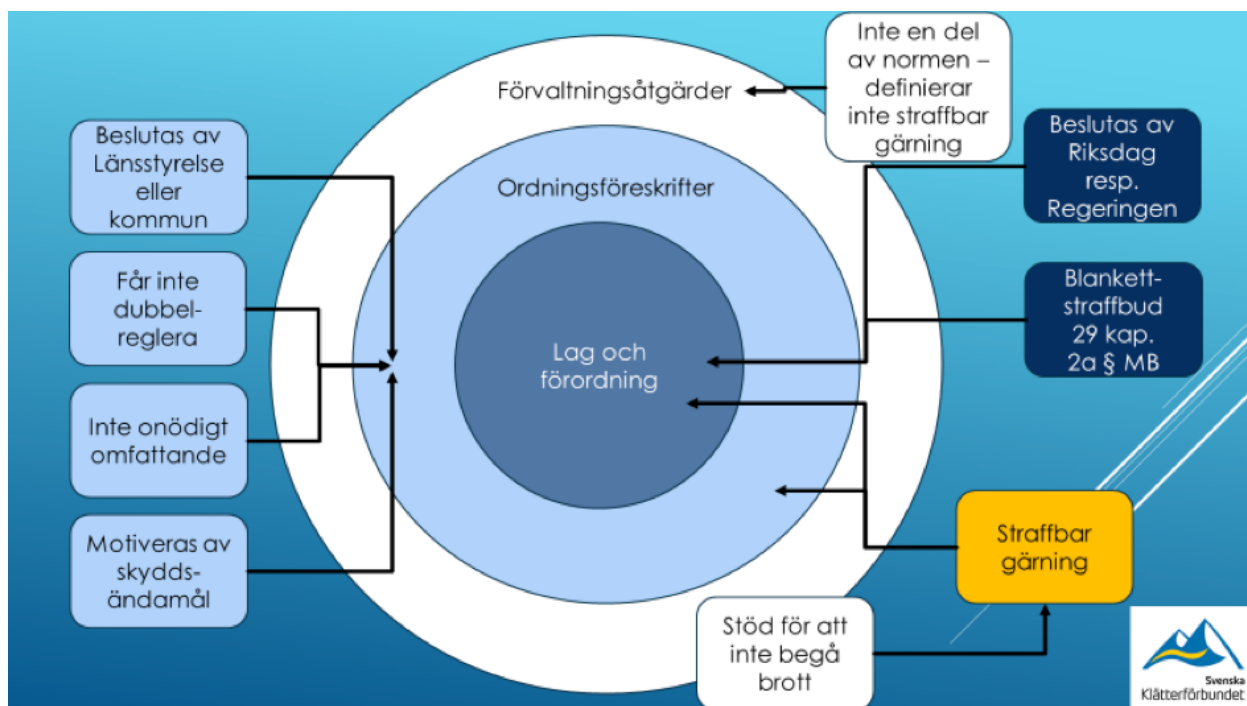 Inte en del
av normen –
definierar
inte straffbar
gärning
Förvaltningsåtgärder
Beslutas av
Länsstyrelse
eller
kommun
Beslutas av
Riksdag
resp.
Regeringen
Ordningsföreskrifter
Får inte
dubbel-
reglera
Blankett-
straffbud
29 kap.
2a § MB
Lag och
förordning
Inte onödigt
omfattande
Motiveras av
skydds-
ändamål
Straffbar
gärning
Stöd för att
inte begå
brott
Svenska
Klätterförbundet